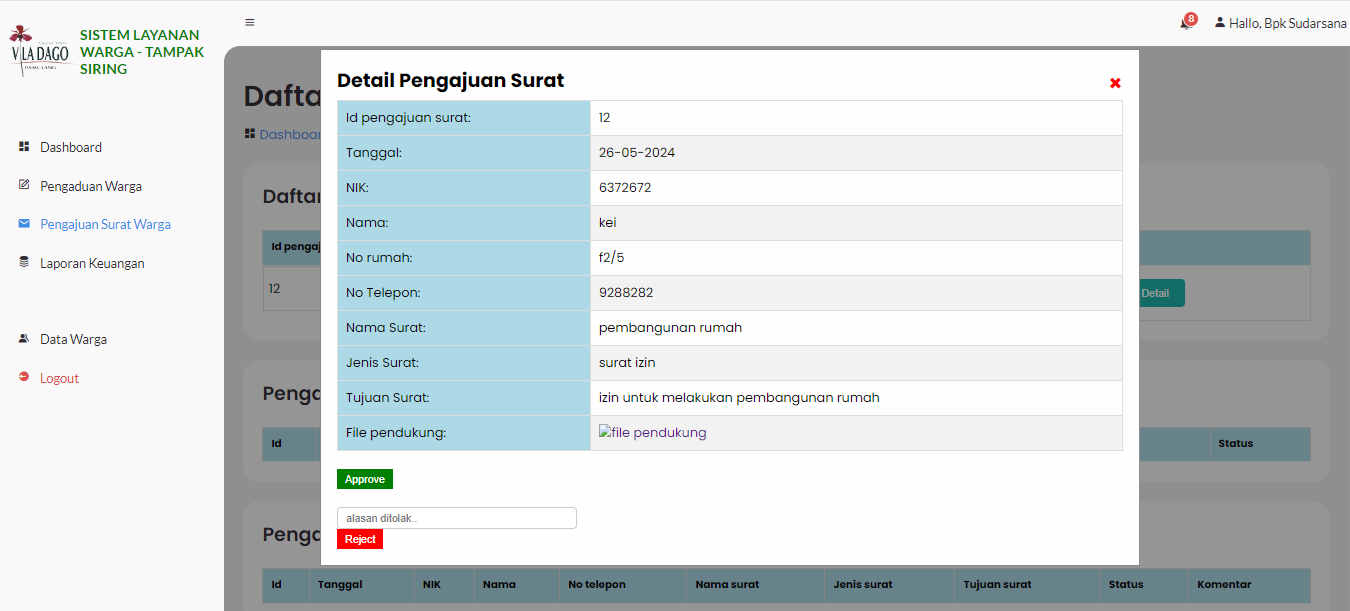 SISTEM LAYANAN
WARGA - TAMPAK
SIRING
VILA DAGO
8
Hallo, Bpk Sudarsana
Dashboard
Pengaduan Warga
Pengajuan Surat Warga
Laporan Keuangan
Data Warga
Logout
Dafta
Dashboar
Daftar
Id pengaj
12
Detail
Detail Pengajuan Surat
Id pengajuan surat: 12
Tanggal: 26-05-2024
NIK: 6372672
Nama: kei
No rumah: f2/5
No Telepon: 9288282
Nama Surat: pembangunan rumah
Jenis Surat: surat izin
Tujuan Surat: izin untuk melakukan pembangunan rumah
File pendukung: file pendukung
Approve
alasan ditolak..
Reject
Penga
Id Status
Penga
Id Tanggal NIK Nama No telepon Nama surat Jenis surat Tujuan surat Status Komentar